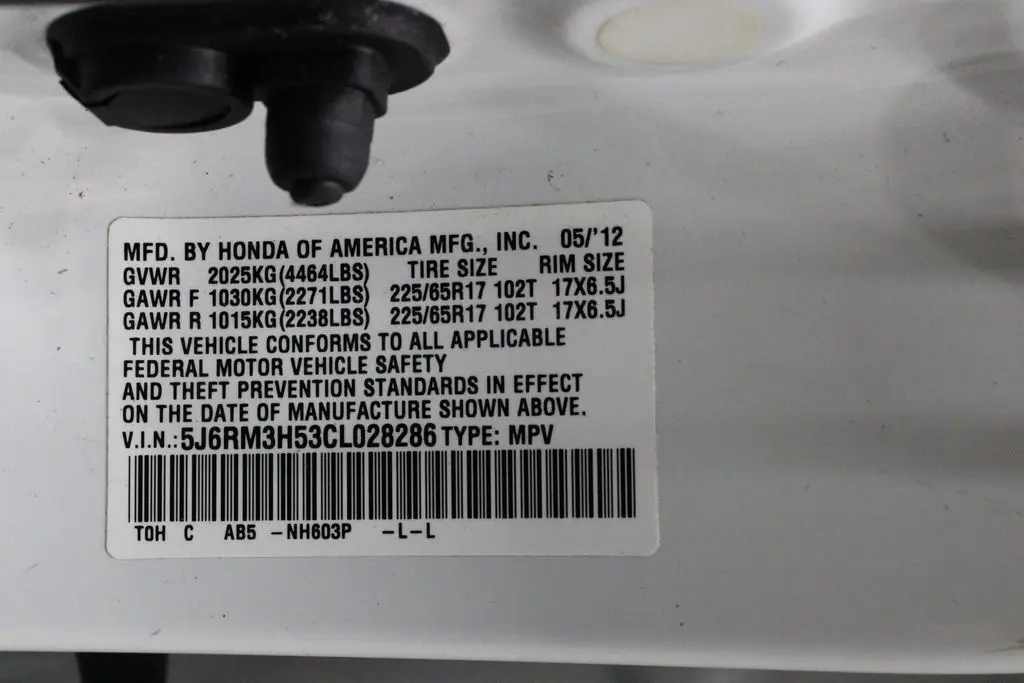 MFD. BY HONDA OF AMERICA MFG., INC. 05/'12
GVWR 2025KG(4464LBS) TIRE SIZE RIM SIZE
GAWR F 1030KG(2271LBS) 225/65R17 102T 17X6.5J
GAWR R 1015KG(2238LBS) 225/65R17 102T 17X6.5J
THIS VEHICLE CONFORMS TO ALL APPLICABLE
FEDERAL MOTOR VEHICLE SAFETY
AND THEFT PREVENTION STANDARDS IN EFFECT
ON THE DATE OF MANUFACTURE SHOWN ABOVE.
V.I.N.:5J6RM3H53CL028286 TYPE: MPV
TOH C AB5 -NH603P -L-L